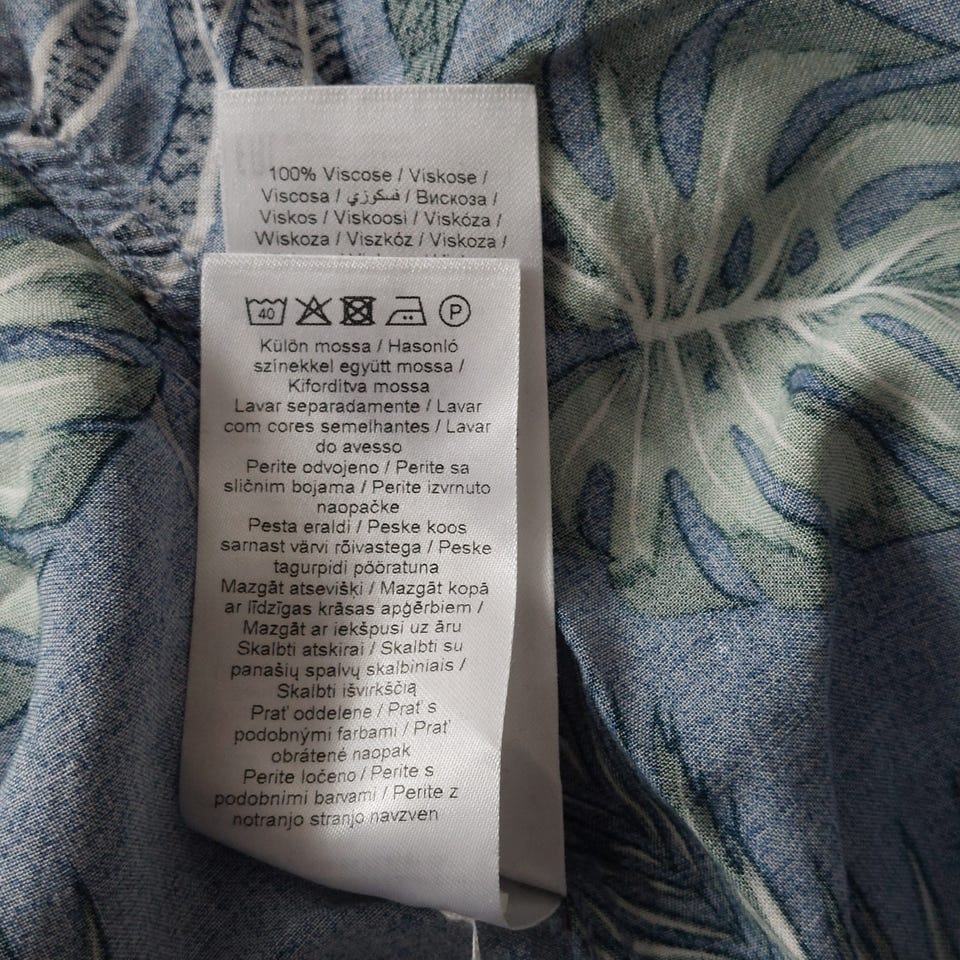 100% Viscose / Viskose /
Viscosa / فسكوزي / Вискоза /
Viskos / Viskoosi / Viskóza /
Wiskoza / Viszkóz / Viskoza /
40
P
Külön mossa / Hasonló
színekkel együtt mossa /
Kifordítva mossa
Lavar separadamente / Lavar
com cores semelhantes / Lavar
do avesso
Perite odvojeno / Perite sa
sličnim bojama / Perite izvrnuto
naopačke
Pesta eraldi / Peske koos
sarnast värvi rõivastega / Peske
tagurpidi pööratuna
Mazgāt atsevišķi / Mazgāt kopā
ar līdzīgas krāsas apģērbiem /
Mazgāt ar iekšpusi uz āru
Skalbti atskirai / Skalbti su
panašių spalvų skalbiniais /
Skalbti išvirkščią
Prať oddelene / Prať s
podobnými farbami / Prať
obrátené naopak
Perite ločeno / Perite s
podobnimi barvami / Perite z
notranjo stranjo navzven